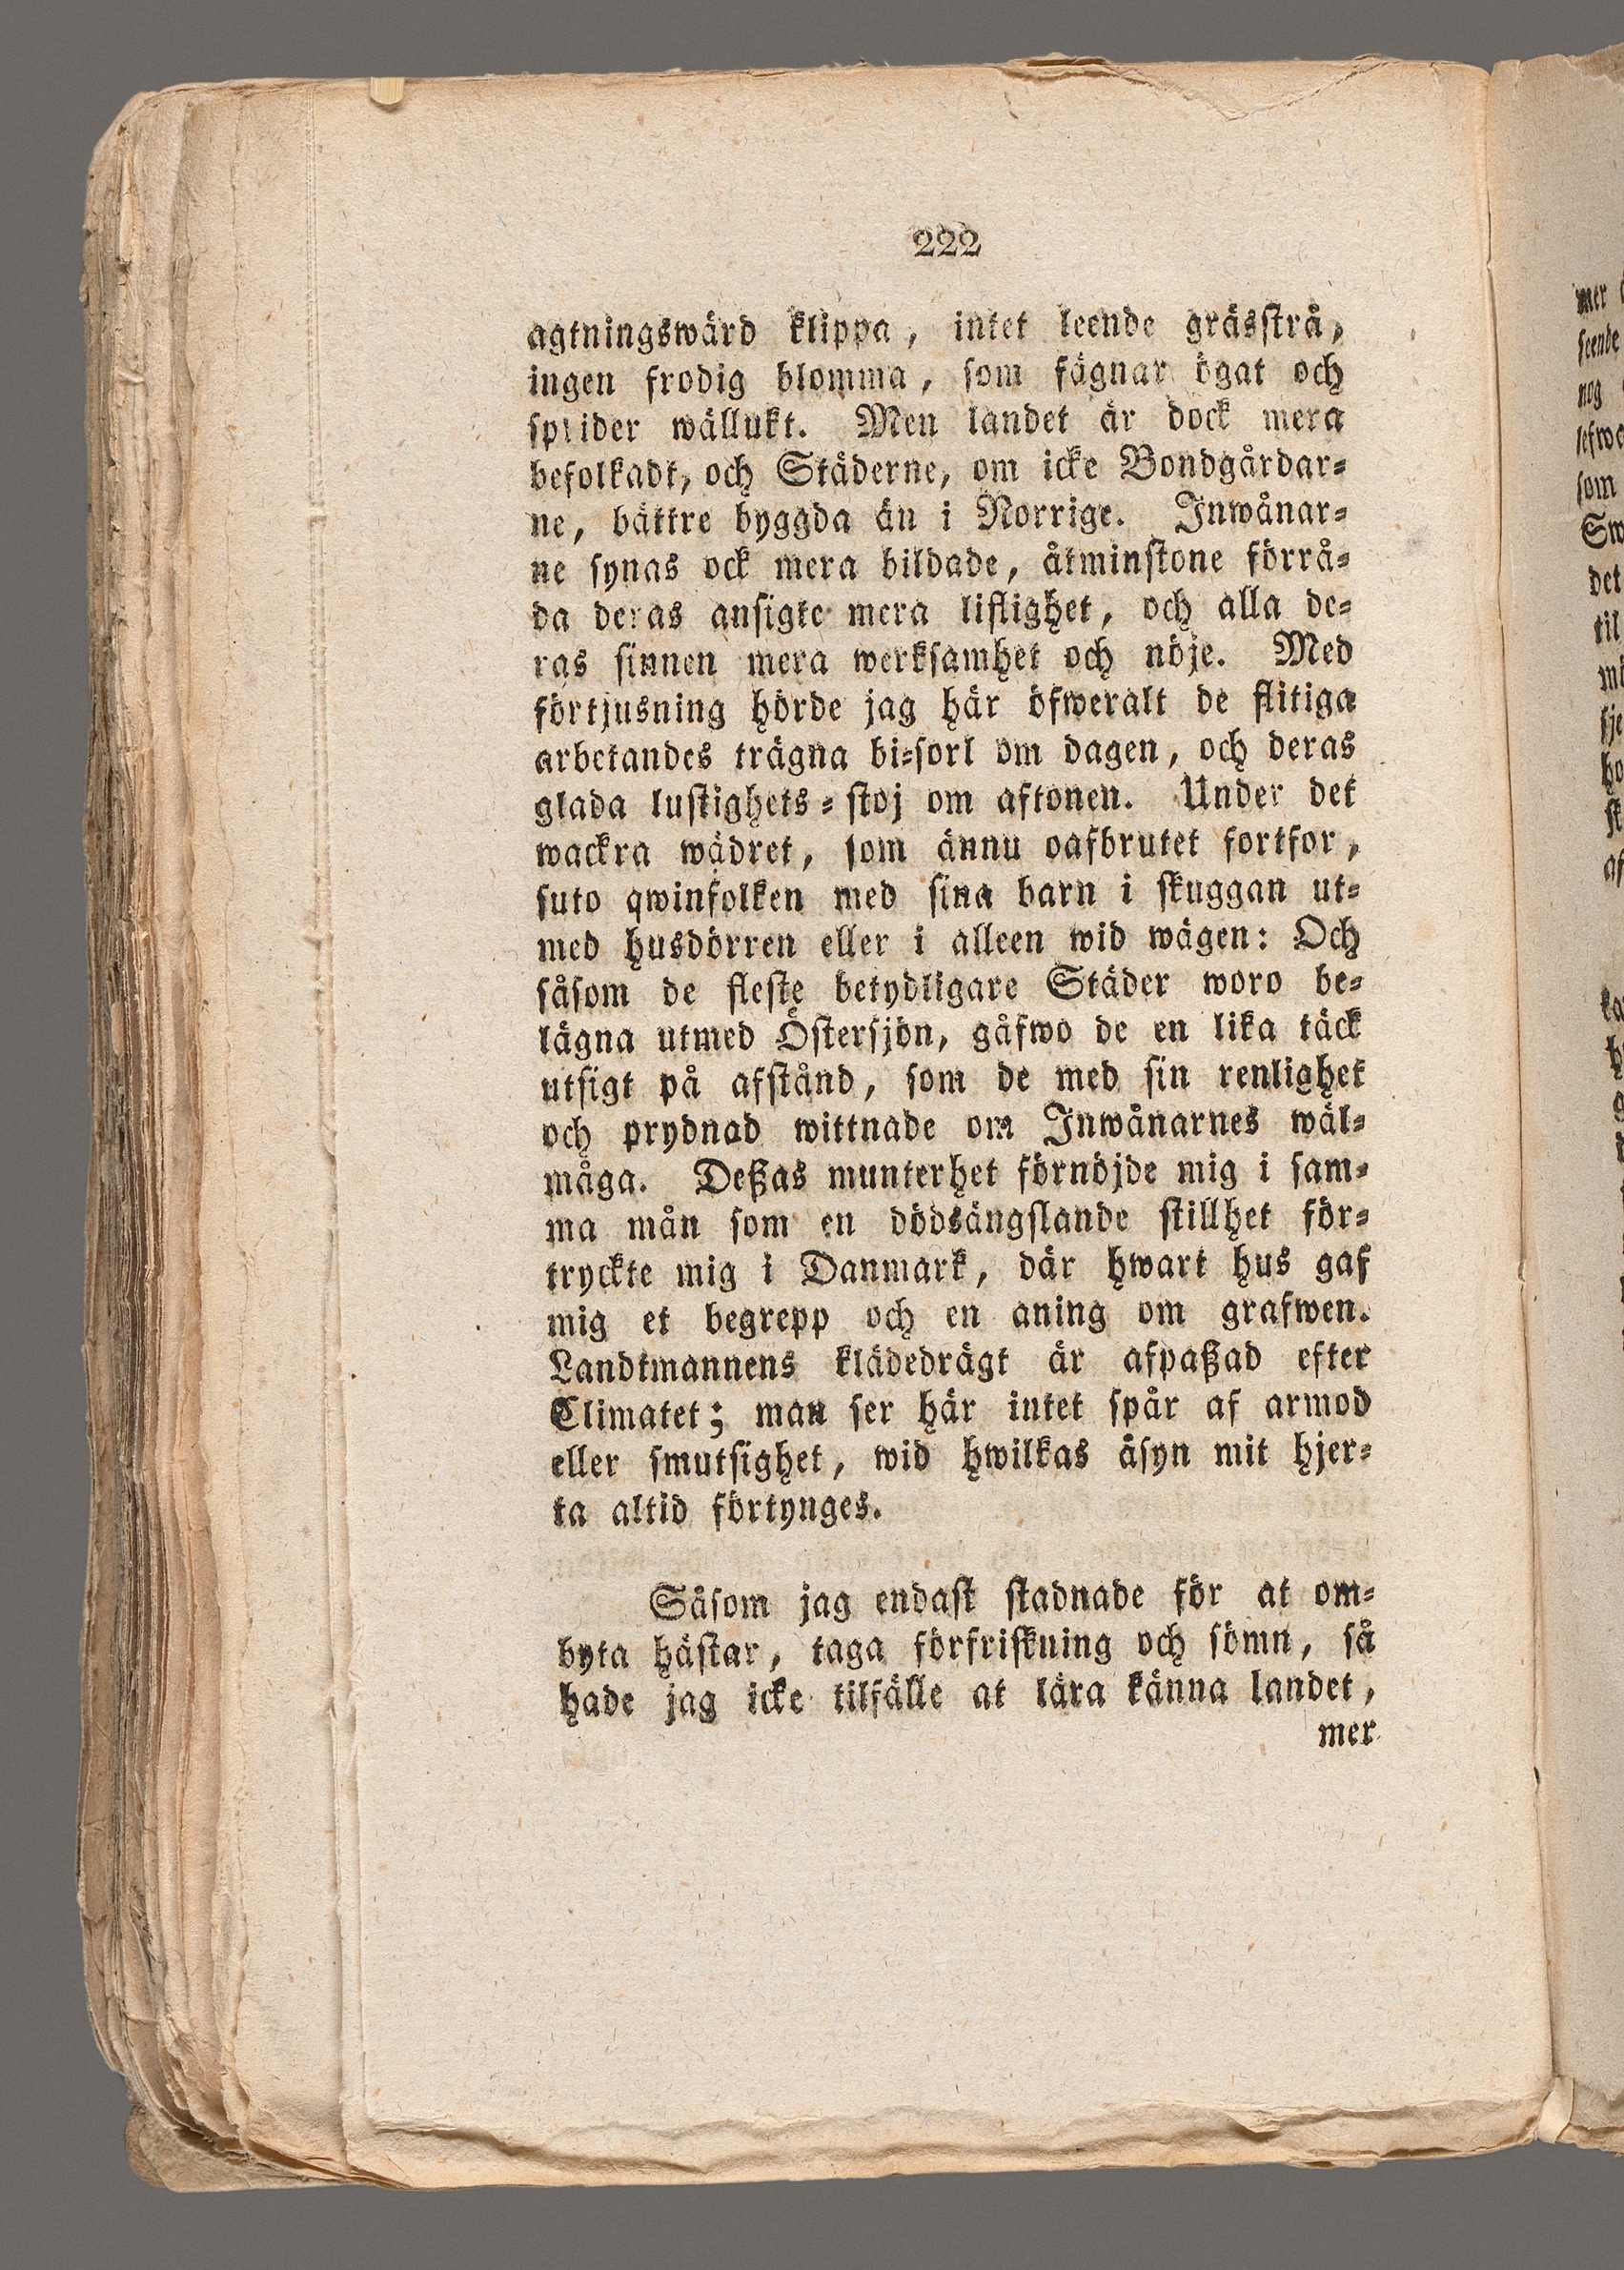 222
agtningswärd klippa, intet leende grässtrå,
ingen frodig blomma, som fägnar ögat och
sprider wällukt. Men landet är dock mera
befolkadt, och Städerne, om icke Bondgårdar-
ne, bättre byggda än i Norrige. Inwånar-
ne synas ock mera bildade, åtminstone förrå-
da deras ansigte mera liflighet, och alla de-
ras sinnen mera werksamhet och nöje. Med
förtjusning hörde jag här öfweralt de flitiga
arbetandes trägna bi-sorl om dagen, och deras
glada lustighets-stoj om aftonen. Under det
wackra wädret, som ännu oafbrutet fortfor,
suto qwinfolken med sina barn i skuggan ut-
med husdörren eller i alleen wid wägen: Och
såsom de fleste betydligare Städer woro be-
lägna utmed Östersjön, gåfwo de en lika täck
utsigt på afstånd, som de med sin renlighet
och prydnad wittnade om Inwånarnes wäl-
måga. Deßas munterhet förnöjde mig i sam-
ma mån som en dödsängslande stillhet för-
tryckte mig i Danmark, där hwart hus gaf
mig et begrepp och en aning om grafwen.
Landtmannens klädedrägt är afpaßad efter
Climatet; man ser här intet spår af armod
eller smutsighet, wid hwilkas åsyn mit hjer-
ta altid förtynges.
Såsom jag endast stadnade för at om-
byta hästar, taga förfriskning och sömn, så
hade jag icke tilfälle at lära känna landet,
mer
mer
seende
nog
som
det
til